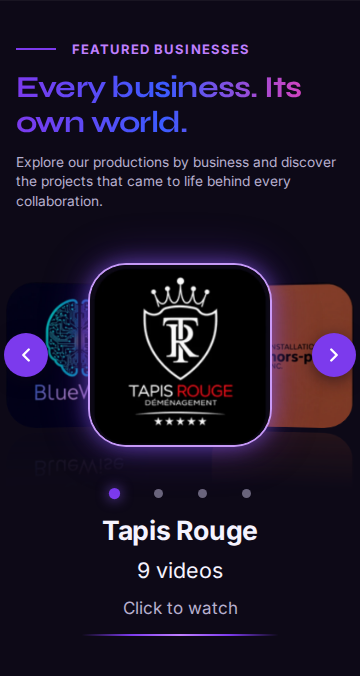 FEATURED BUSINESSES
Every business. Its
own world.
Explore our productions by business and discover
the projects that came to life behind every
collaboration.
TR
TAPIS ROUGE
DÉMÉNAGEMENT
BlueW
NSTALLATION
hors-p
Tapis Rouge
9 videos
Click to watch